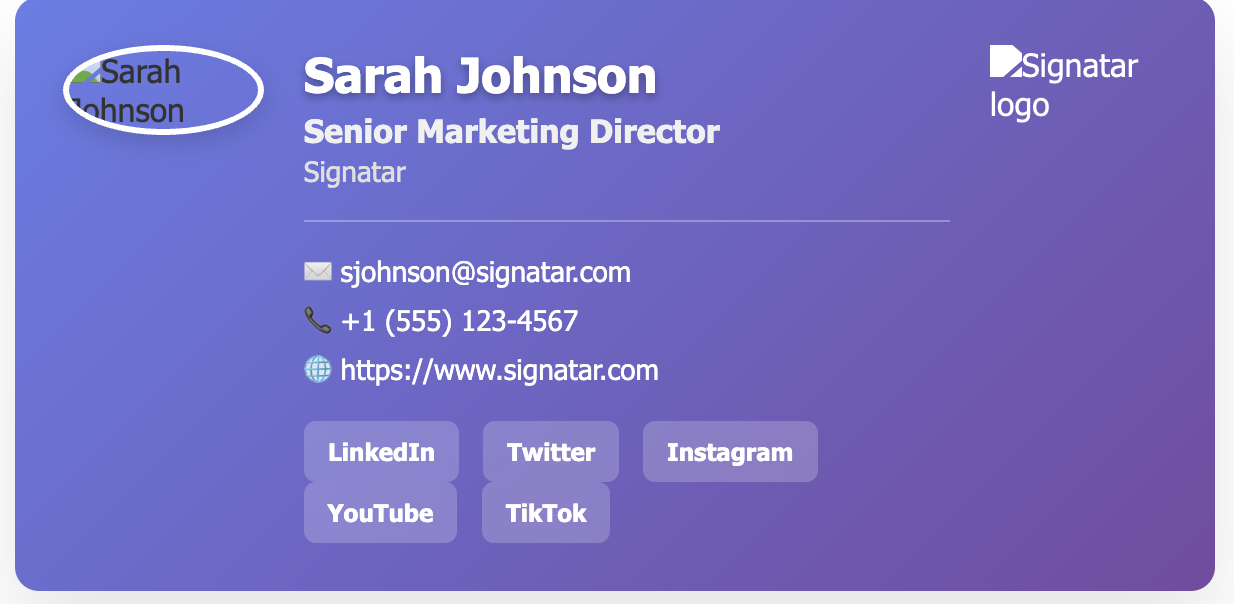 Sarah
Johnson
Sarah Johnson
Senior Marketing Director
Signatar
Signatar
logo
sjohnson@signatar.com
+1 (555) 123-4567
https://www.signatar.com
LinkedIn
Twitter
Instagram
YouTube
TikTok